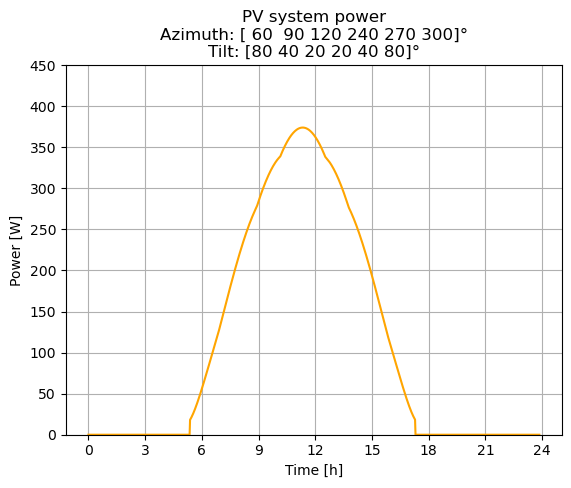 PV system power
Azimuth: [ 60  90 120 240 270 300]°
Tilt: [80 40 20 20 40 80]°
450
400
350
300
250
200
150
100
50
0
Power [W]
0 3 6 9 12 15 18 21 24
Time [h]